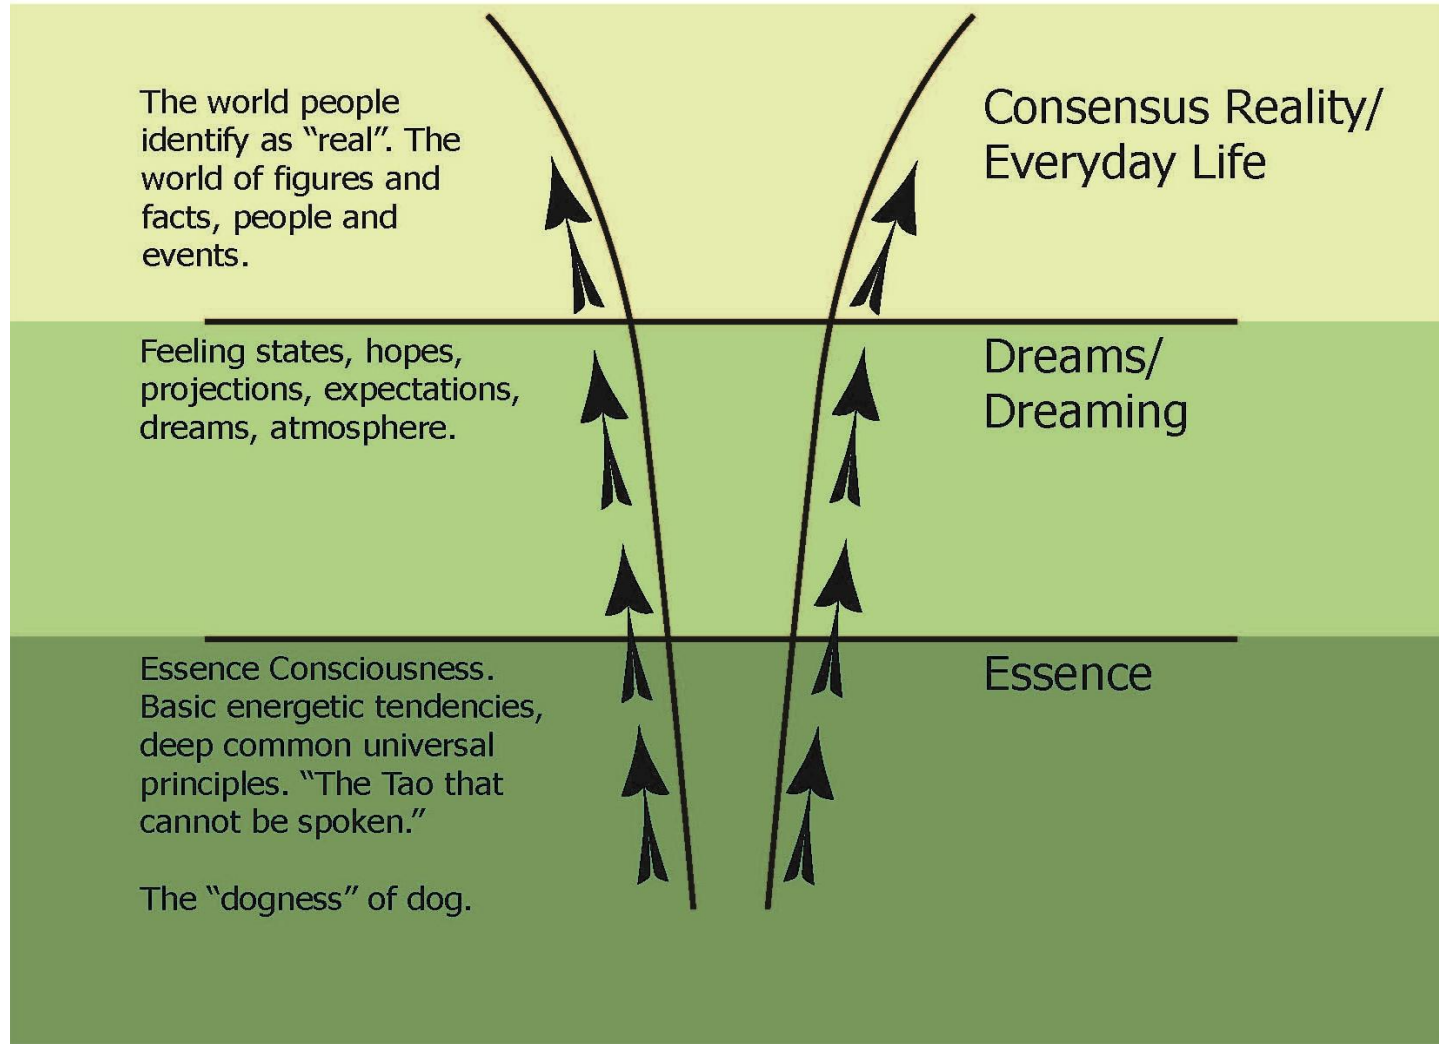 The world people
identify as “real”. The
world of figures and
facts, people and
events.
Consensus Reality/
Everyday Life
Feeling states, hopes,
projections, expectations,
dreams, atmosphere.
Dreams/
Dreaming
Essence Consciousness.
Basic energetic tendencies,
deep common universal
principles. “The Tao that
cannot be spoken.”
The “dogness” of dog.
Essence